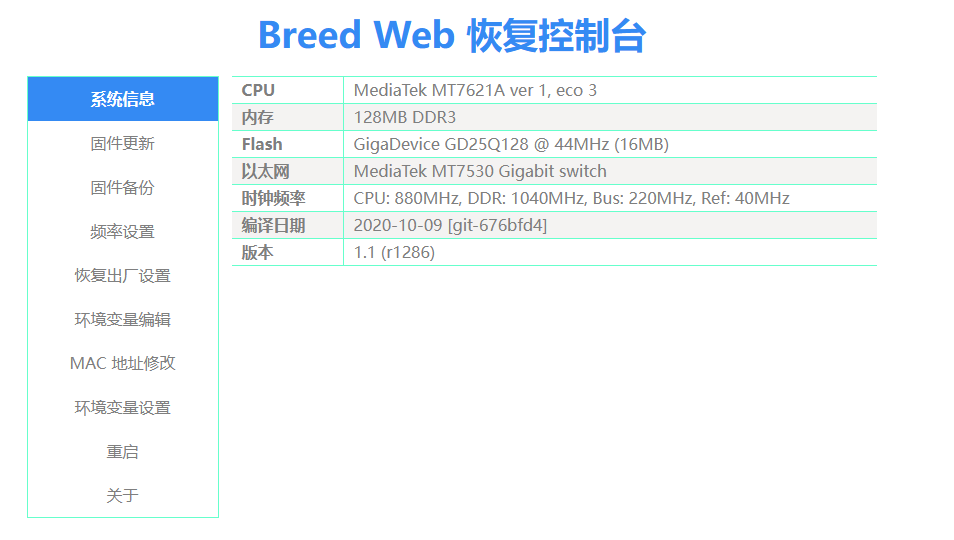 Breed Web 恢复控制台
系统信息
固件更新
固件备份
频率设置
恢复出厂设置
环境变量编辑
MAC 地址修改
环境变量设置
重启
关于
CPU MediaTek MT7621A ver 1, eco 3
内存 128MB DDR3
Flash GigaDevice GD25Q128 @ 44MHz (16MB)
以太网 MediaTek MT7530 Gigabit switch
时钟频率 CPU: 880MHz, DDR: 1040MHz, Bus: 220MHz, Ref: 40MHz
编译日期 2020-10-09 [git-676bfd4]
版本 1.1 (r1286)